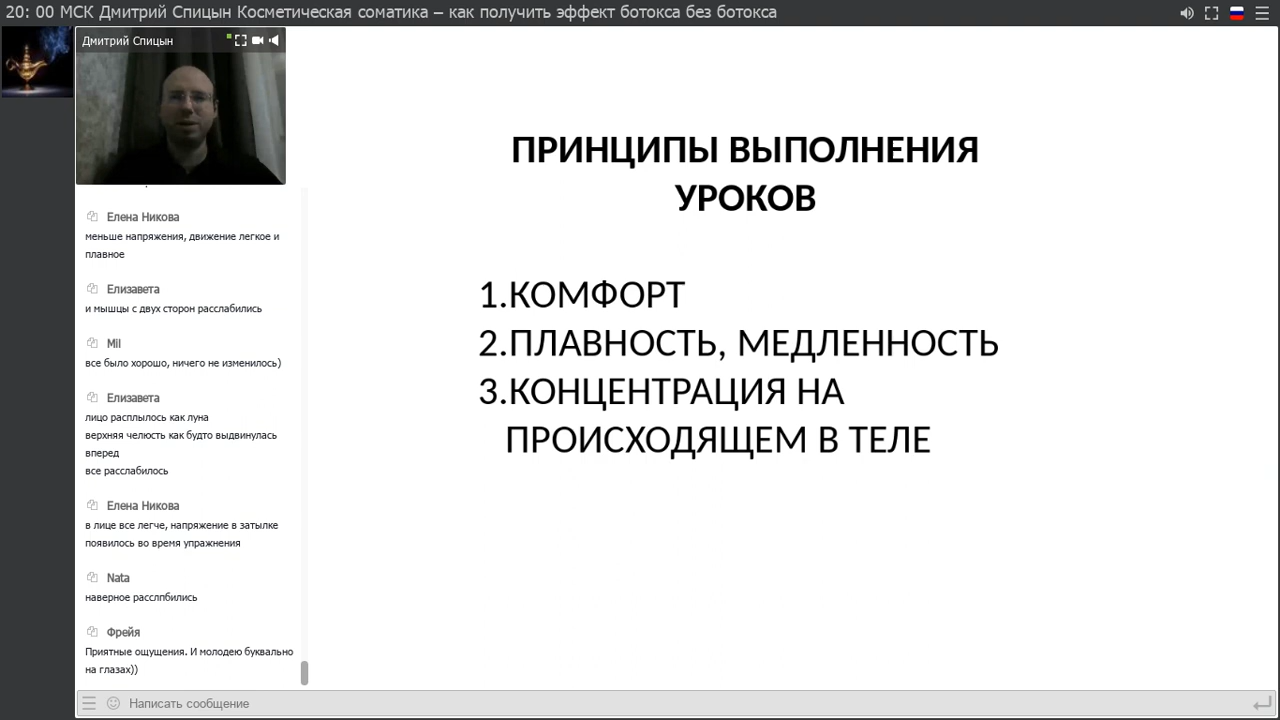 20: 00 МСК Дмитрий Спицын Косметическая соматика – как получить эффект ботокса без ботокса
Дмитрий Спицын
Елена Никова
меньше напряжения, движение легкое и
плавное
Елизавета
и мышцы с двух сторон расслабились
Mil
все было хорошо, ничего не изменилось)
Елизавета
лицо расплылось как луна
верхняя челюсть как будто выдвинулась
вперед
все расслабилось
Елена Никова
в лице все легче, напряжение в затылке
появилось во время упражнения
Nata
наверное расслпбились
Фрейя
Приятные ощущения. И молодею буквально
на глазах))
Написать сообщение
ПРИНЦИПЫ ВЫПОЛНЕНИЯ
УРОКОВ
1.КОМФОРТ
2.ПЛАВНОСТЬ, МЕДЛЕННОСТЬ
3.КОНЦЕНТРАЦИЯ НА
ПРОИСХОДЯЩЕМ В ТЕЛЕ